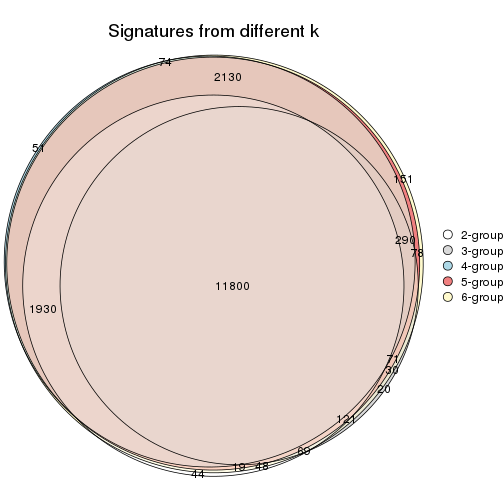 Signatures from different k
74
2130
51
151
290
78
2-group
3-group
4-group
5-group
6-group
11800
1930
71
30
20
121
69
19
48
44